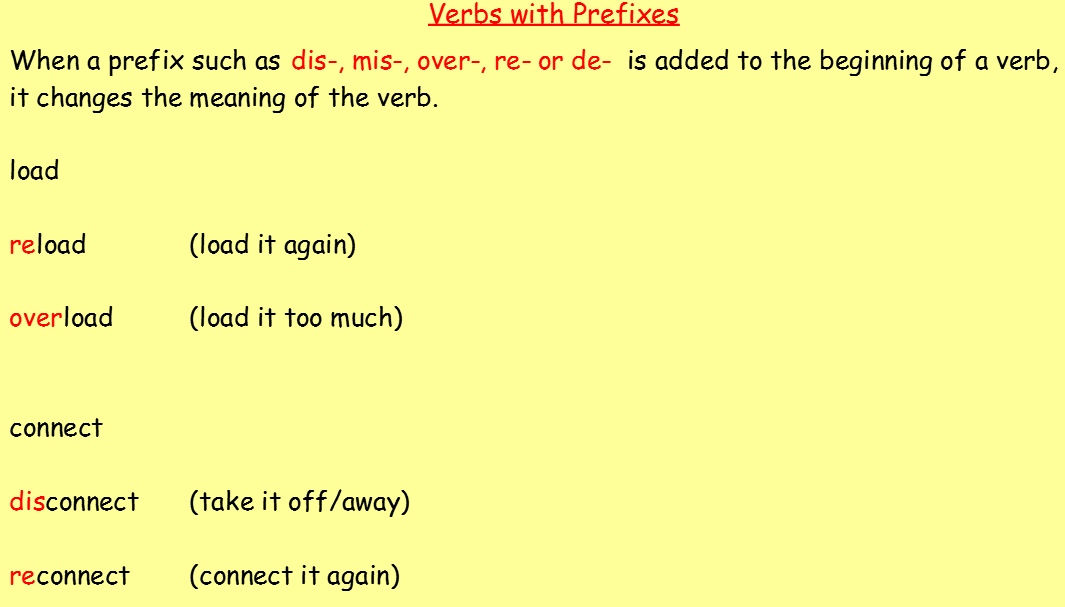 Verbs with Prefixes
When a prefix such as dis-, mis-, over-, re- or de- is added to the beginning of a verb,
it changes the meaning of the verb.
load
reload (load it again)
overload (load it too much)
connect
disconnect (take it off/away)
reconnect (connect it again)